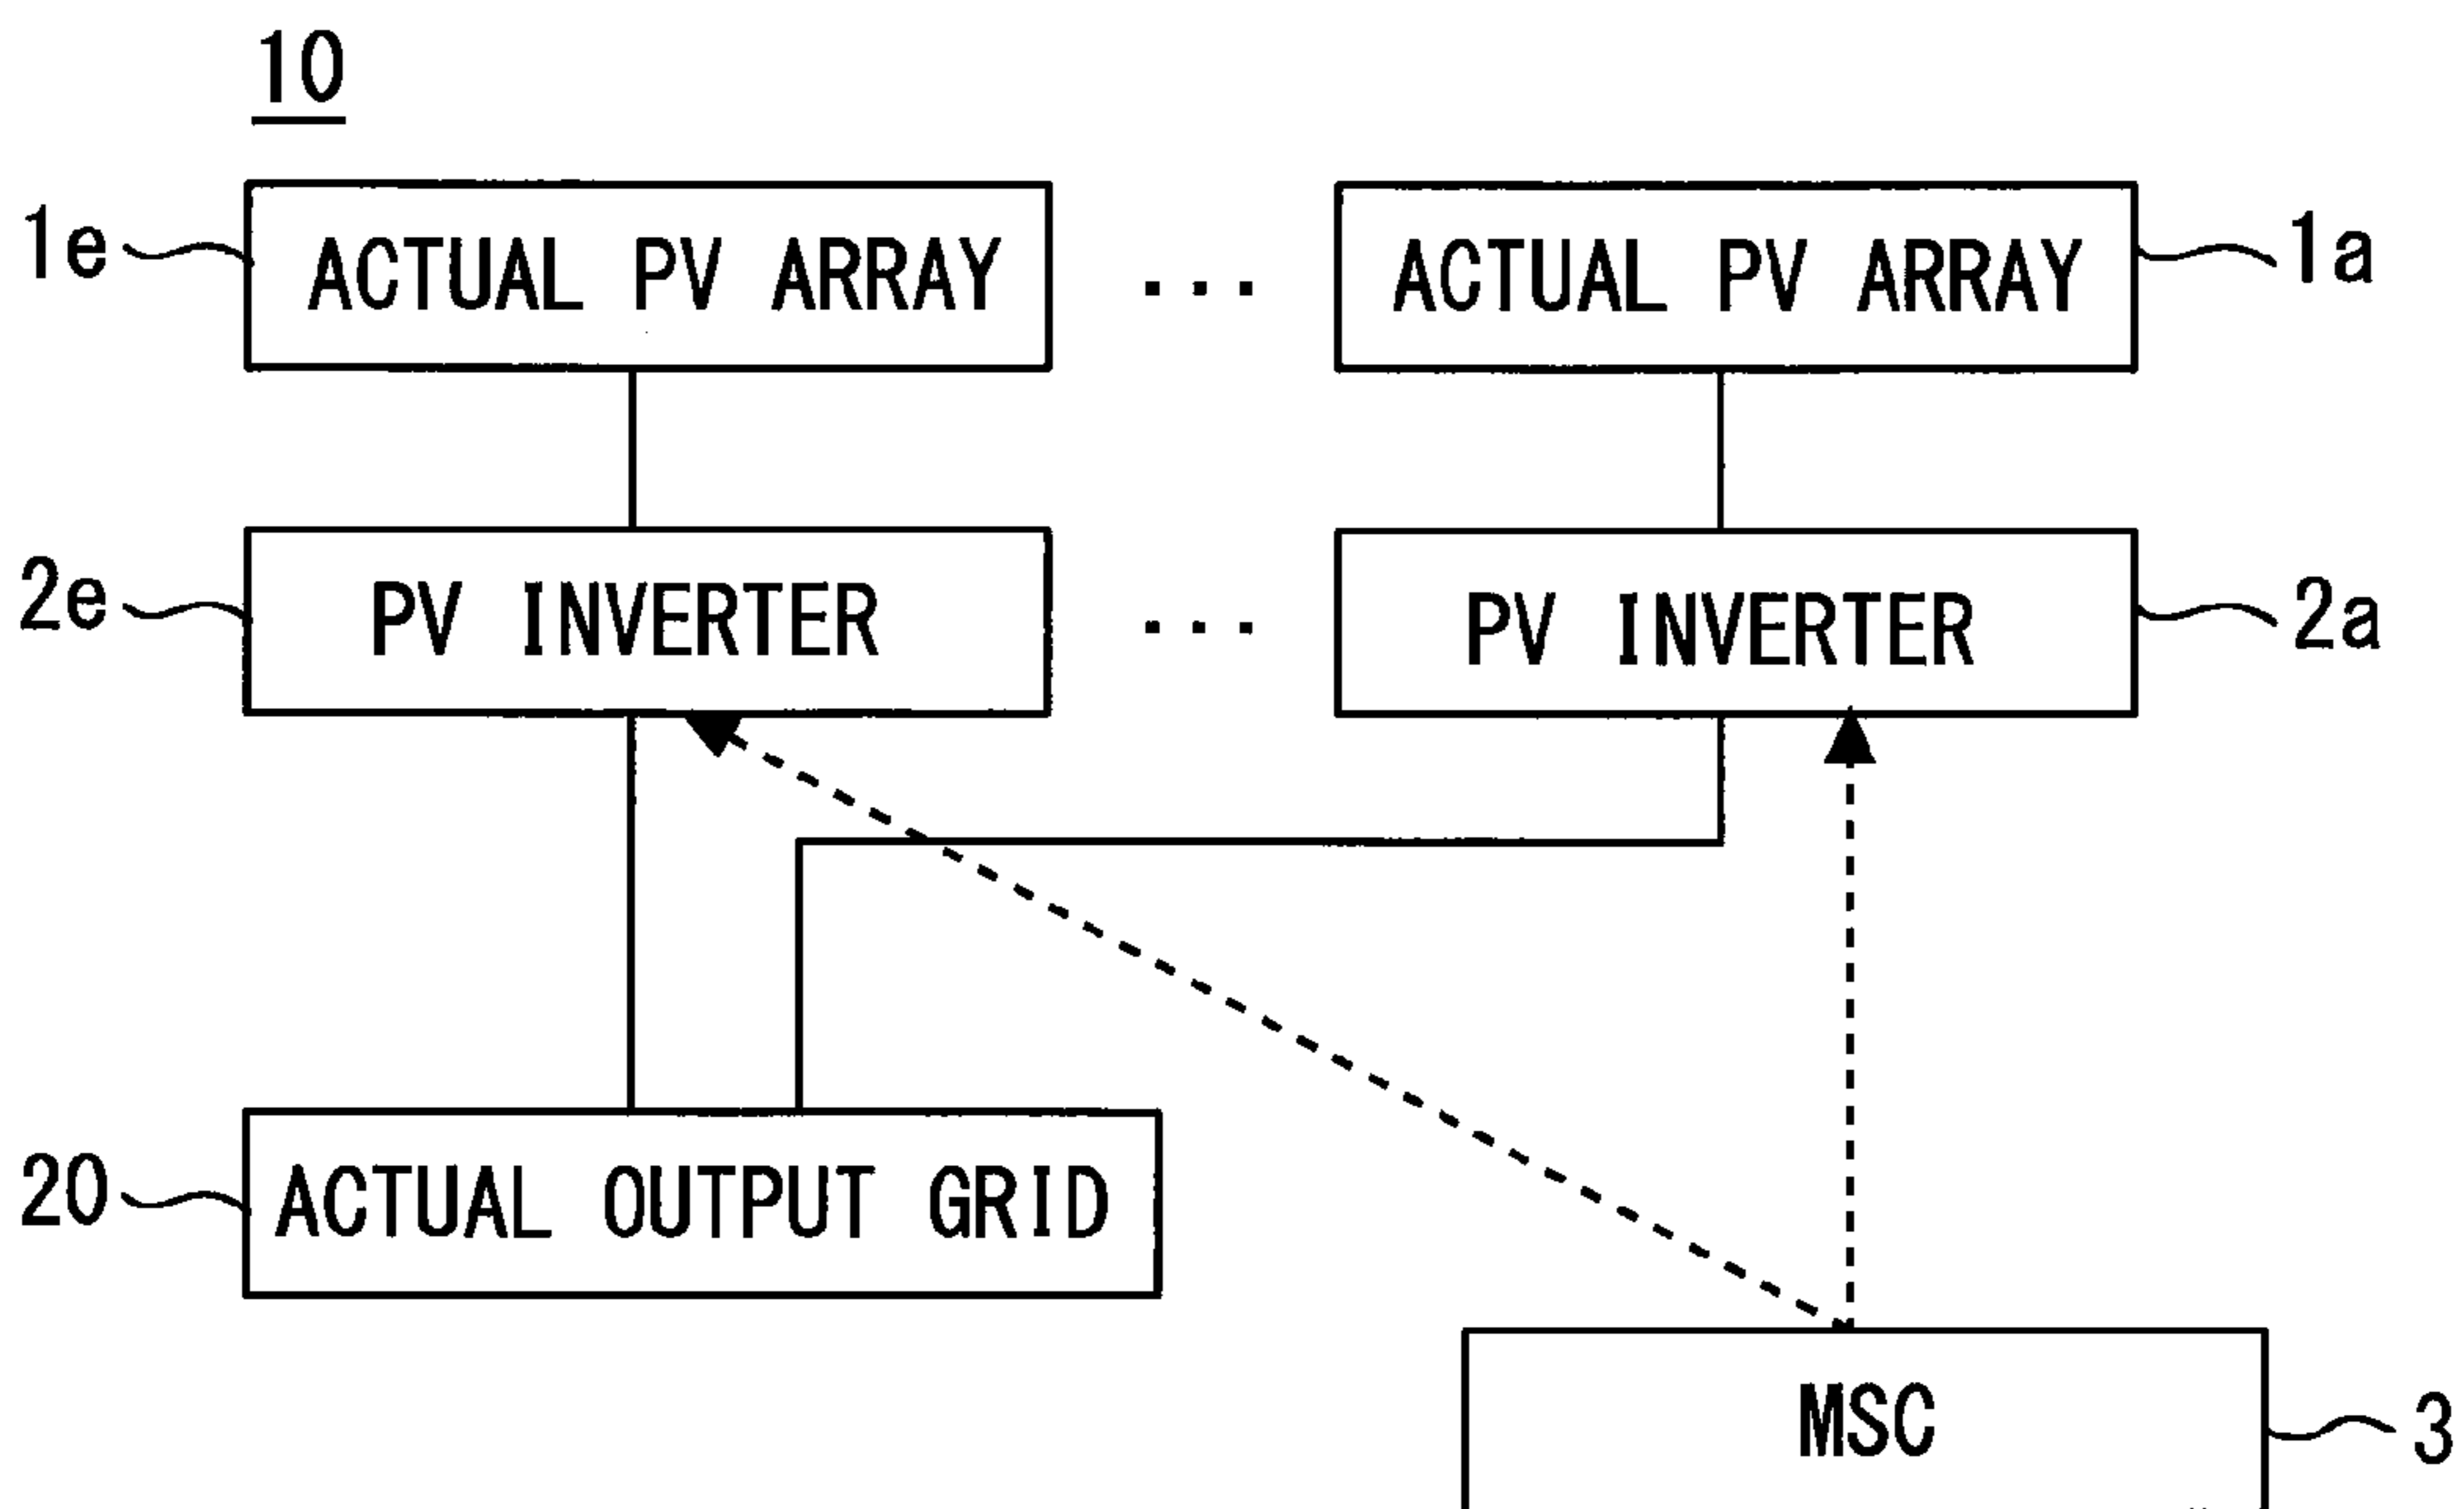 10
1e ACTUAL PV ARRAY ... ACTUAL PV ARRAY 1a
2e PV INVERTER ... PV INVERTER 2a
20 ACTUAL OUTPUT GRID
MSC 3